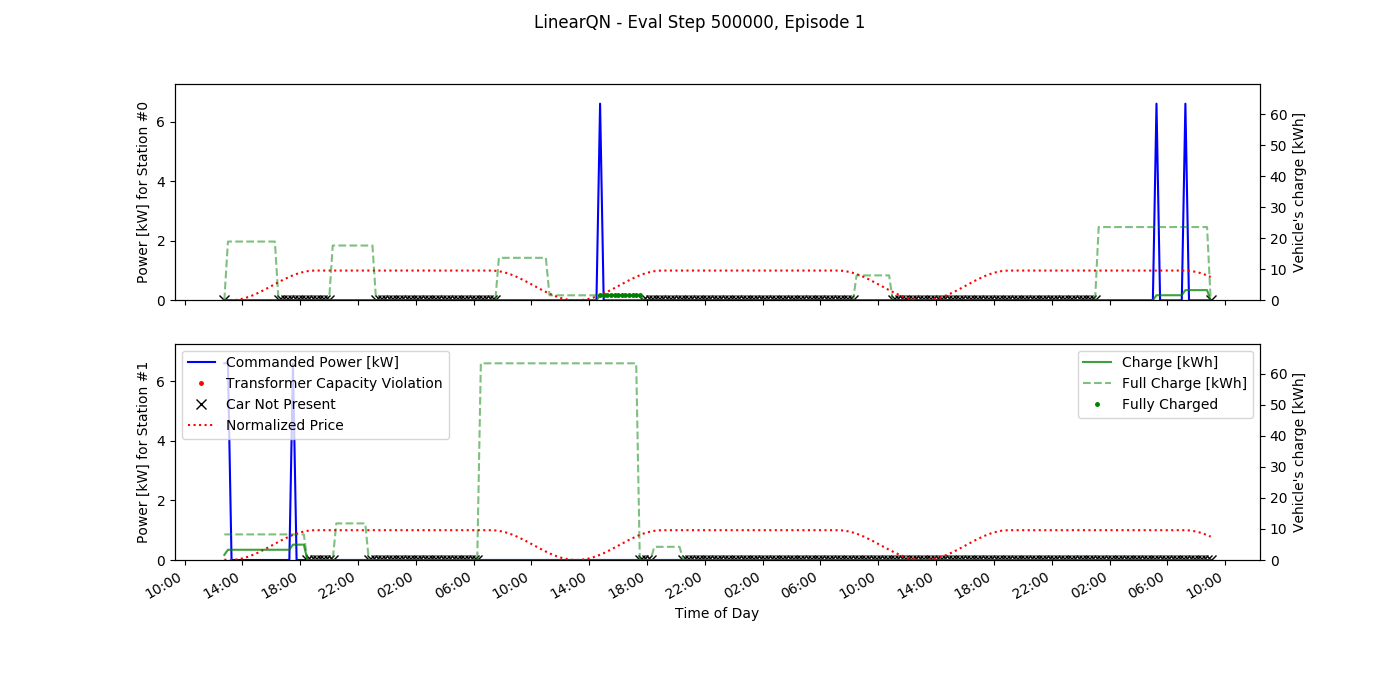 LinearQN - Eval Step 500000, Episode 1
Power [kW] for Station #0
6
4
2
0
60
50
40
30
20
10
0
Vehicle's charge [kWh]
Power [kW] for Station #1
6
4
2
0
Commanded Power [kW]
Transformer Capacity Violation
Car Not Present
Normalized Price
Charge [kWh]
Full Charge [kWh]
Fully Charged
60
50
40
30
20
10
0
Vehicle's charge [kWh]
10:00 14:00 18:00 22:00 02:00 06:00 10:00 14:00 18:00 22:00 02:00 06:00 10:00 14:00 18:00 22:00 02:00 06:00 10:00
Time of Day